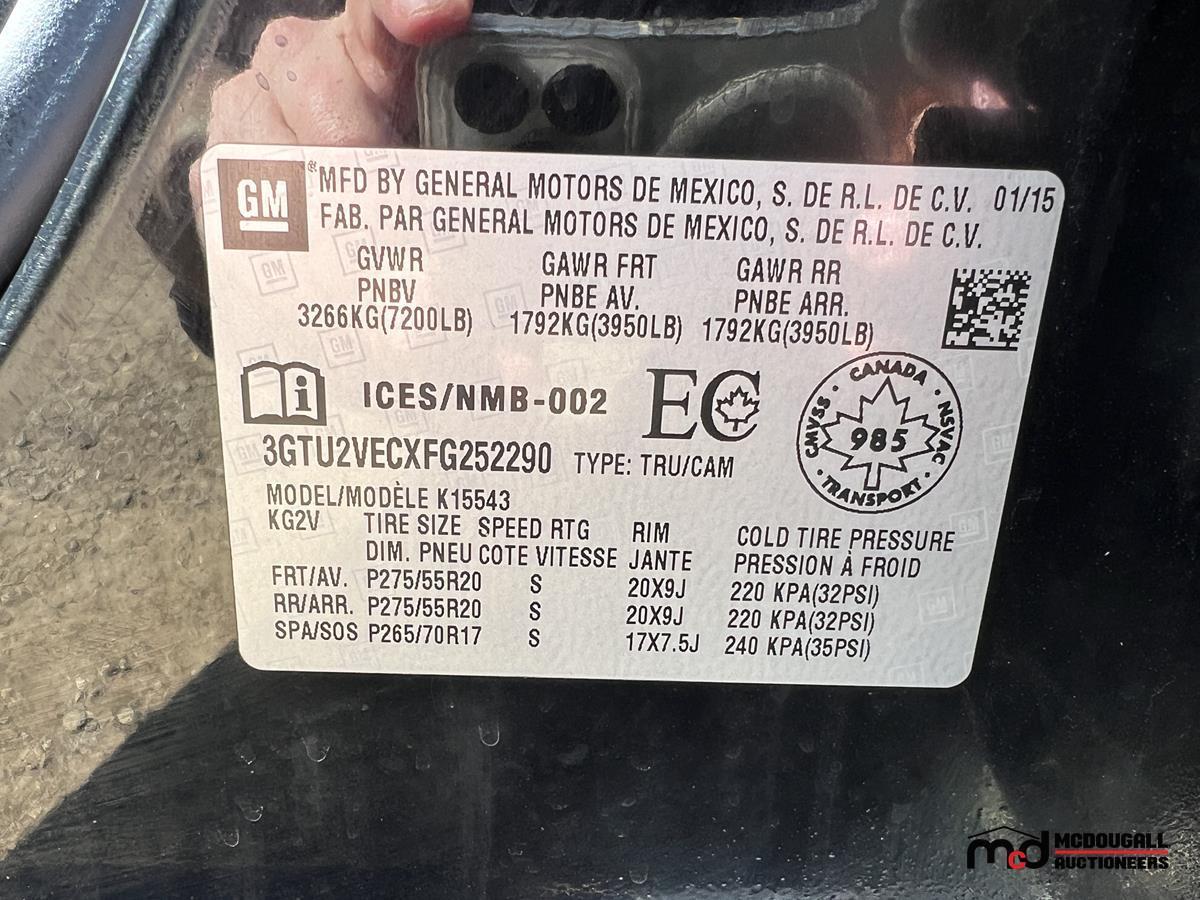 GM
® MFD BY GENERAL MOTORS DE MEXICO, S. DE R.L. DE C.V. 01/15
FAB. PAR GENERAL MOTORS DE MEXICO, S. DE R.L. DE C.V.
GVWR GAWR FRT GAWR RR
PNBV PNBE AV. PNBE ARR.
3266KG(7200LB) 1792KG(3950LB) 1792KG(3950LB)
i ICES/NMB-002 EC
CANADA
CMVSS 985 NSVAC
TRANSPORT
3GTU2VECXFG252290 TYPE: TRU/CAM
MODEL/MODÈLE K15543
KG2V TIRE SIZE SPEED RTG RIM COLD TIRE PRESSURE
DIM. PNEU COTE VITESSE JANTE PRESSION À FROID
FRT/AV. P275/55R20 S 20X9J 220 KPA(32PSI)
RR/ARR. P275/55R20 S 20X9J 220 KPA(32PSI)
SPA/SOS P265/70R17 S 17X7.5J 240 KPA(35PSI)
mcd MCDOUGALL
AUCTIONEERS